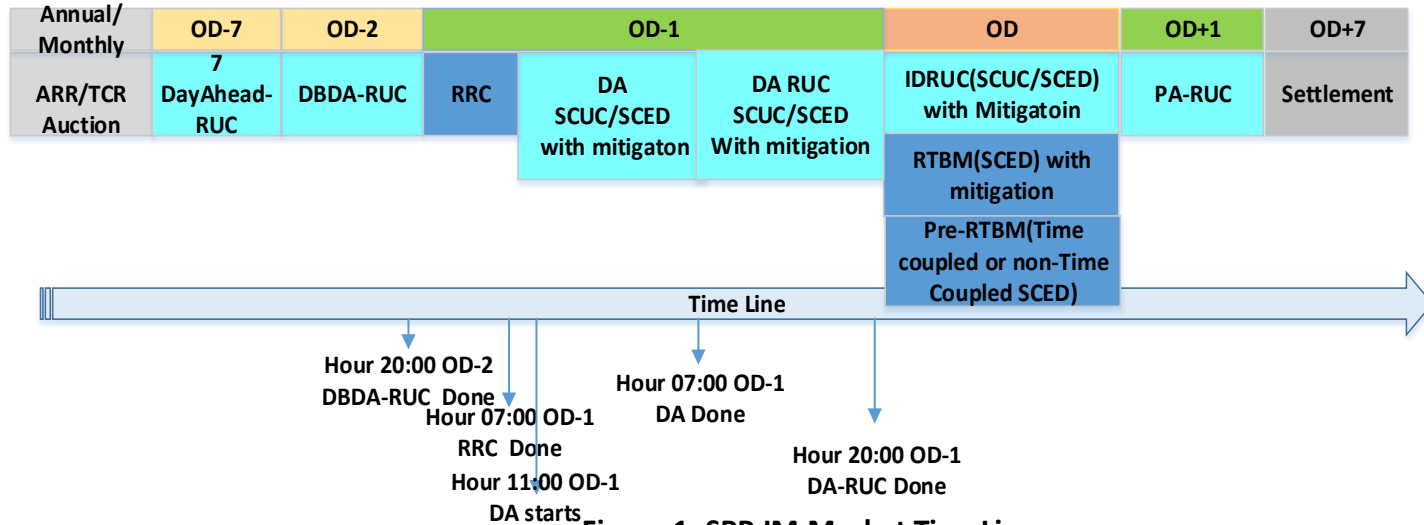 Annual/
Monthly
OD-7
OD-2
OD-1
OD
OD+1
OD+7
ARR/TCR
Auction
7
DayAhead-
RUC
DBDA-RUC
RRC
DA
SCUC/SCED
with mitigaton
DA RUC
SCUC/SCED
With mitigation
IDRUC(SCUC/SCED)
with Mitigatoin
PA-RUC
Settlement
RTBM(SCED) with
mitigation
Pre-RTBM(Time
coupled or non-Time
Coupled SCED)
Time Line
Hour 20:00 OD-2
DBDA-RUC Done
Hour 07:00 OD-1
RRC Done
Hour 11:00 OD-1
DA starts
Hour 07:00 OD-1
DA Done
Hour 20:00 OD-1
DA-RUC Done